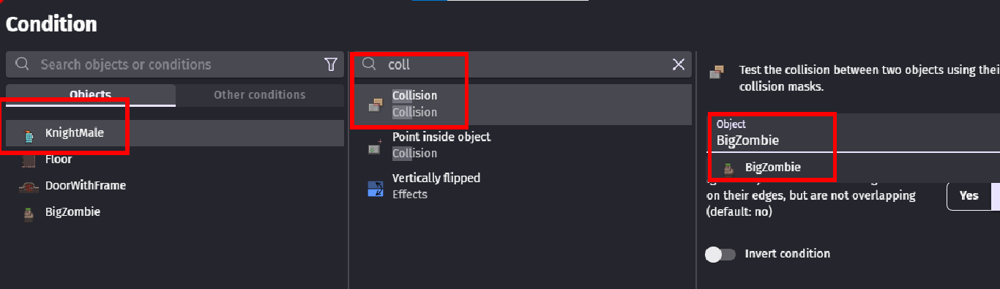 Condition
Search objects or conditions
Objects
Other conditions
KnightMale
Floor
DoorWithFrame
BigZombie
coll
Collision
Collision
Point inside object
Collision
Vertically flipped
Effects
Test the collision between two objects using their
collision masks.
Object
BigZombie
BigZombie
on their edges, but are not overlapping
(default: no)
Yes
Invert condition